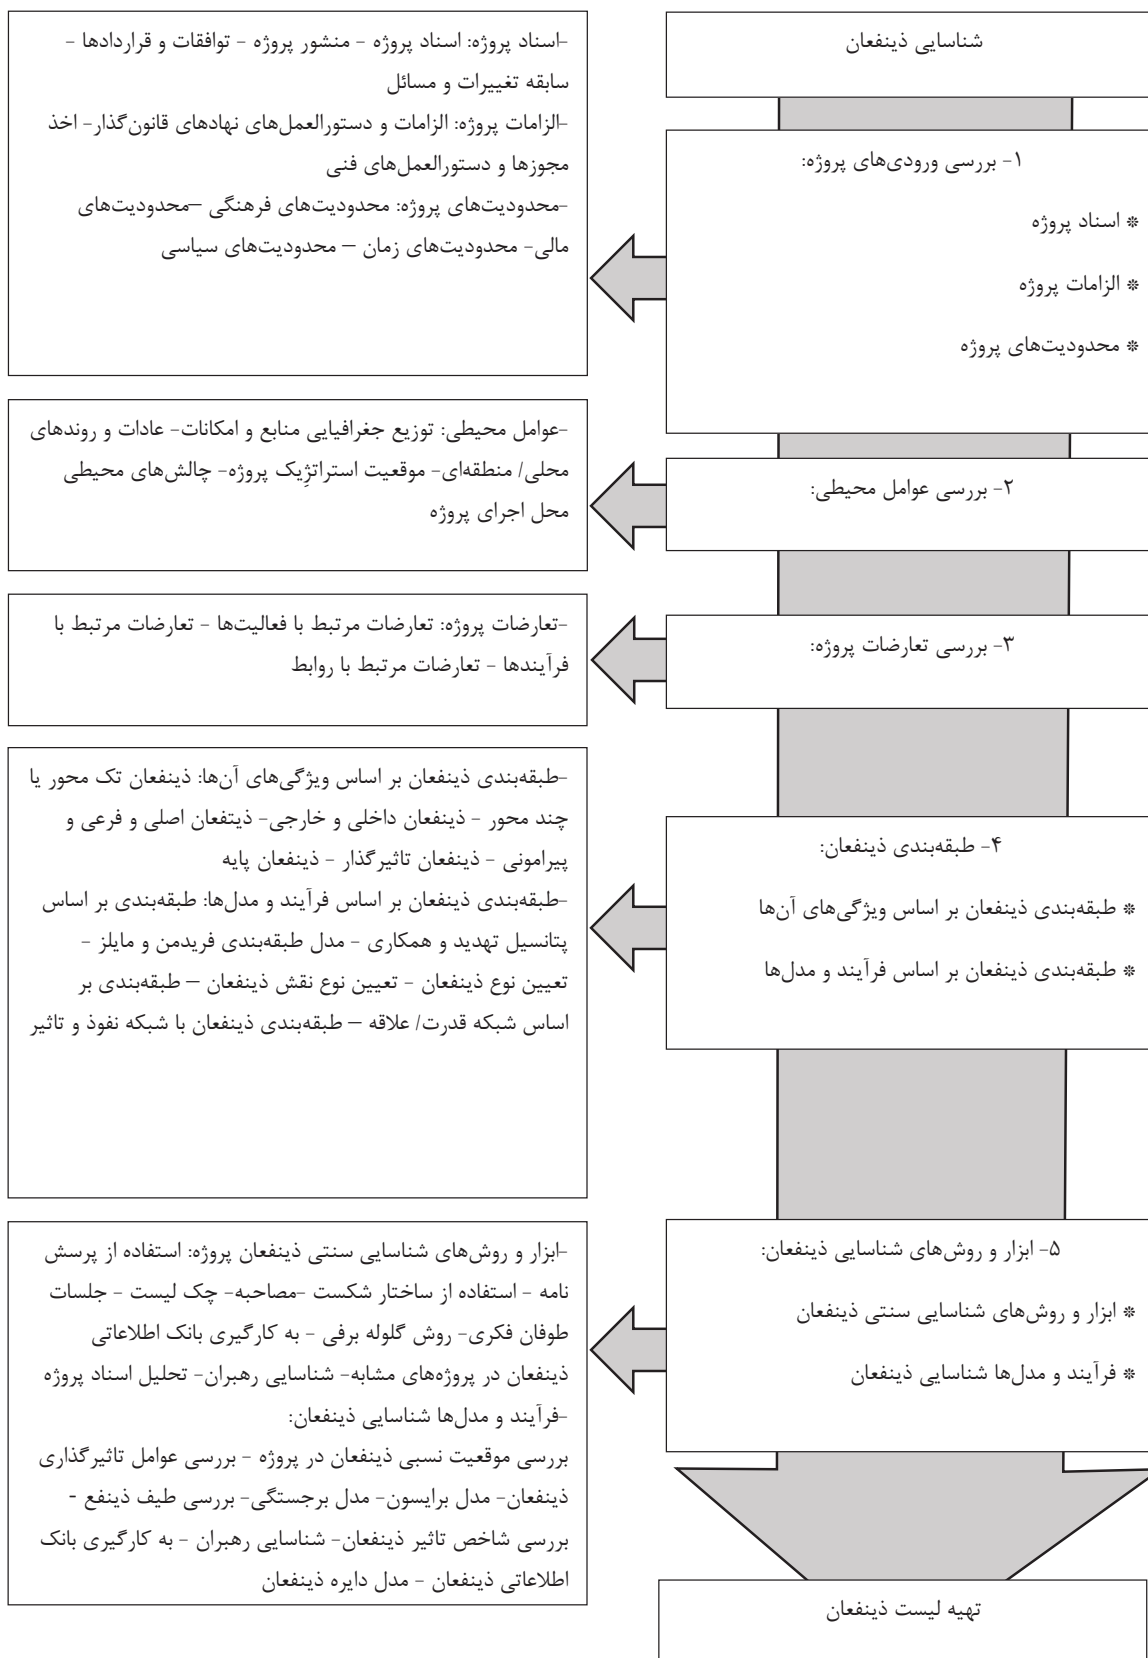 شناسایی ذینفعان
۱- بررسی ورودی‌های پروژه:
* اسناد پروژه
* الزامات پروژه
* محدودیت‌های پروژه
-اسناد پروژه: اسناد پروژه - منشور پروژه - توافقات و قراردادها -
سابقه تغییرات و مسائل
-الزامات پروژه: الزامات و دستورالعمل‌های نهادهای قانون‌گذار- اخذ
مجوزها و دستورالعمل‌های فنی
-محدودیت‌های پروژه: محدودیت‌های فرهنگی –محدودیت‌های
مالی- محدودیت‌های زمان – محدودیت‌های سیاسی
۲- بررسی عوامل محیطی:
-عوامل محیطی: توزیع جغرافیایی منابع و امکانات- عادات و روندهای
محلی/ منطقه‌ای- موقعیت استراتژِیک پروژه- چالش‌های محیطی
محل اجرای پروژه
۳- بررسی تعارضات پروژه:
-تعارضات پروژه: تعارضات مرتبط با فعالیت‌ها - تعارضات مرتبط با
فرآیندها - تعارضات مرتبط با روابط
۴- طبقه‌بندی ذینفعان:
* طبقه‌بندی ذینفعان بر اساس ویژگی‌های آن‌ها
* طبقه‌بندی ذینفعان بر اساس فرآیند و مدل‌ها
-طبقه‌بندی ذینفعان بر اساس ویژگی‌های آن‌ها: ذینفعان تک محور یا
چند محور - ذینفعان داخلی و خارجی- ذیتفعان اصلی و فرعی و
پیرامونی - ذینفعان تاثیرگذار - ذینفعان پایه
-طبقه‌بندی ذینفعان بر اساس فرآیند و مدل‌ها: طبقه‌بندی بر اساس
پتانسیل تهدید و همکاری - مدل طبقه‌بندی فریدمن و مایلز -
تعیین نوع ذینفعان - تعیین نوع نقش ذینفعان – طبقه‌بندی بر
اساس شبکه قدرت/ علاقه – طبقه‌بندی ذینفعان با شبکه نفوذ و تاثیر
۵- ابزار و روش‌های شناسایی ذینفعان:
* ابزار و روش‌های شناسایی سنتی ذینفعان
* فرآیند و مدل‌ها شناسایی ذینفعان
-ابزار و روش‌های شناسایی سنتی ذینفعان پروژه: استفاده از پرسش
نامه - استفاده از ساختار شکست -مصاحبه- چک لیست - جلسات
طوفان فکری- روش گلوله برفی - به کارگیری بانک اطلاعاتی
ذینفعان در پروژه‌های مشابه- شناسایی رهبران- تحلیل اسناد پروژه
-فرآیند و مدل‌ها شناسایی ذینفعان:
بررسی موقعیت نسبی ذینفعان در پروژه - بررسی عوامل تاثیرگذاری
ذینفعان- مدل برایسون- مدل برجستگی- بررسی طیف ذینفع -
بررسی شاخص تاثیر ذینفعان- شناسایی رهبران - به کارگیری بانک
اطلاعاتی ذینفعان - مدل دایره ذینفعان
تهیه لیست ذینفعان